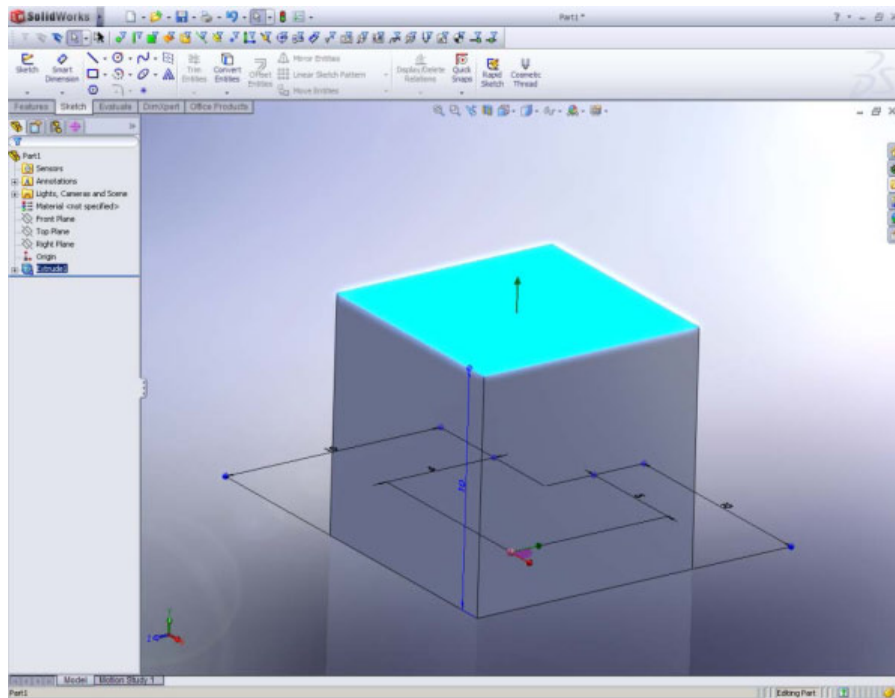 SolidWorks
Part1 *
Sketch
Smart Dimension
Trim Entities
Convert Entities
Offset Entities
Mirror Entities
Linear Sketch Pattern
Move Entities
Display/Delete Relations
Quick Snaps
Rapid Sketch
Cosmetic Thread
Features Sketch Evaluate DimXpert Office Products
Part1
Sensors
Annotations
Lights, Cameras and Scene
Material <not specified>
Front Plane
Top Plane
Right Plane
Origin
Extrude1
10
Model Motion Study 1
Part1 Editing Part